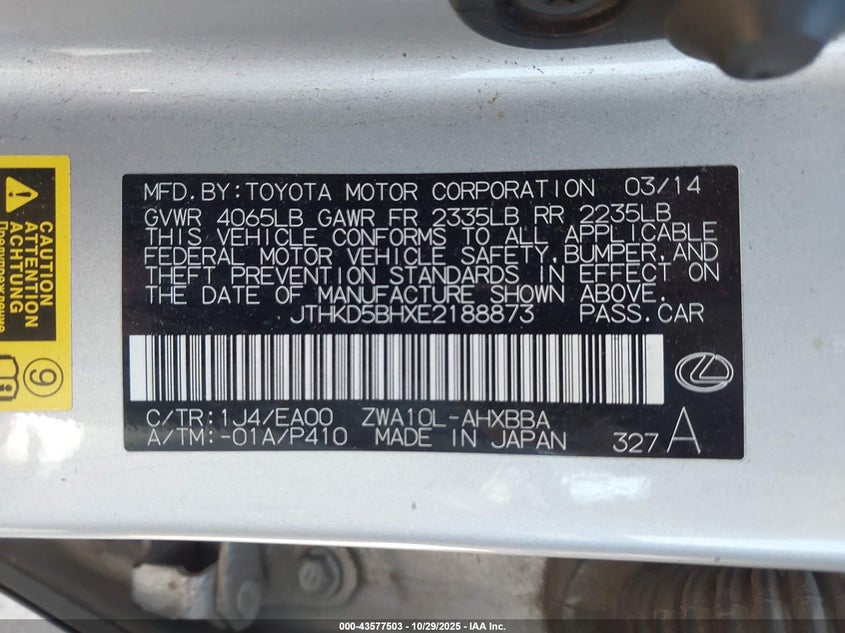 MFD.BY:TOYOTA MOTOR CORPORATION 03/14
GVWR 4065LB GAWR FR 2335LB RR 2235LB
THIS VEHICLE CONFORMS TO ALL APPLICABLE
FEDERAL MOTOR VEHICLE SAFETY,BUMPER,AND
THEFT PREVENTION STANDARDS IN EFFECT ON
THE DATE OF MANUFACTURE SHOWN ABOVE.
JTHKD5BHXE2188873 PASS.CAR
C/TR:1J4/EA00 ZWA10L-AHXBBA
A/TM:-01A/P410 MADE IN JAPAN 327 A
CAUTION
ATTENTION
9
000-43577503 | 10/29/2025 - IAA Inc.